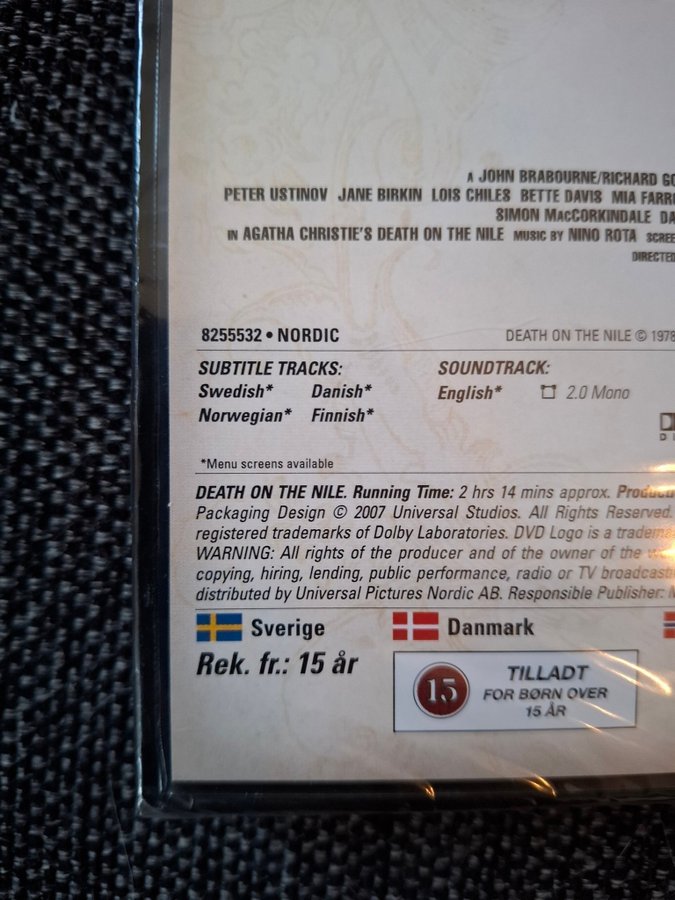 A JOHN BRABOURNE/RICHARD
PETER USTINOV JANE BIRKIN LOIS CHILES BETTE DAVIS MIA
SIMON MacCORKINDALE
IN AGATHA CHRISTIE'S DEATH ON THE NILE MUSIC BY NINO ROTA
DIRECTED
8255532 • NORDIC
DEATH ON THE NILE © 1978
SUBTITLE TRACKS:
Swedish* Danish*
Norwegian* Finnish*
SOUNDTRACK:
English* 2.0 Mono
*Menu screens available
DEATH ON THE NILE. Running Time: 2 hrs 14 mins approx.
Packaging Design © 2007 Universal Studios. All Rights Reserved.
registered trademarks of Dolby Laboratories. DVD Logo is a
WARNING: All rights of the producer and of the owner of the
copying, hiring, lending, public performance, radio or TV
distributed by Universal Pictures Nordic AB. Responsible Publisher:
Sverige
Rek. fr.: 15 år
Danmark
15
TILLADT
FOR BØRN OVER
15 ÅR